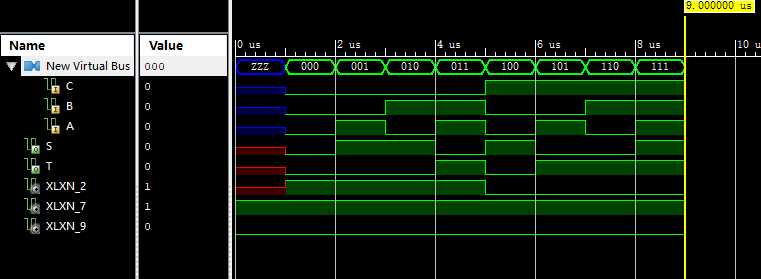 9.000000 us
Name Value
0 us 2 us 4 us 6 us 8 us 10 u
New Virtual Bus 000 ZZZ 000 001 010 011 100 101 110 111
C 0
B 0
A 0
S 0
T 0
XLXN_2 1
XLXN_7 1
XLXN_9 0